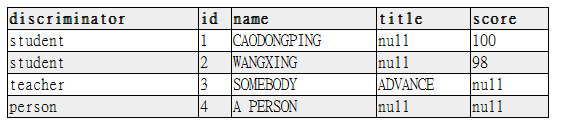 discriminator id name title score
student 1 CAODONGPING null 100
student 2 WANGXING null 98
teacher 3 SOMEBODY ADVANCE null
person 4 A PERSON null null